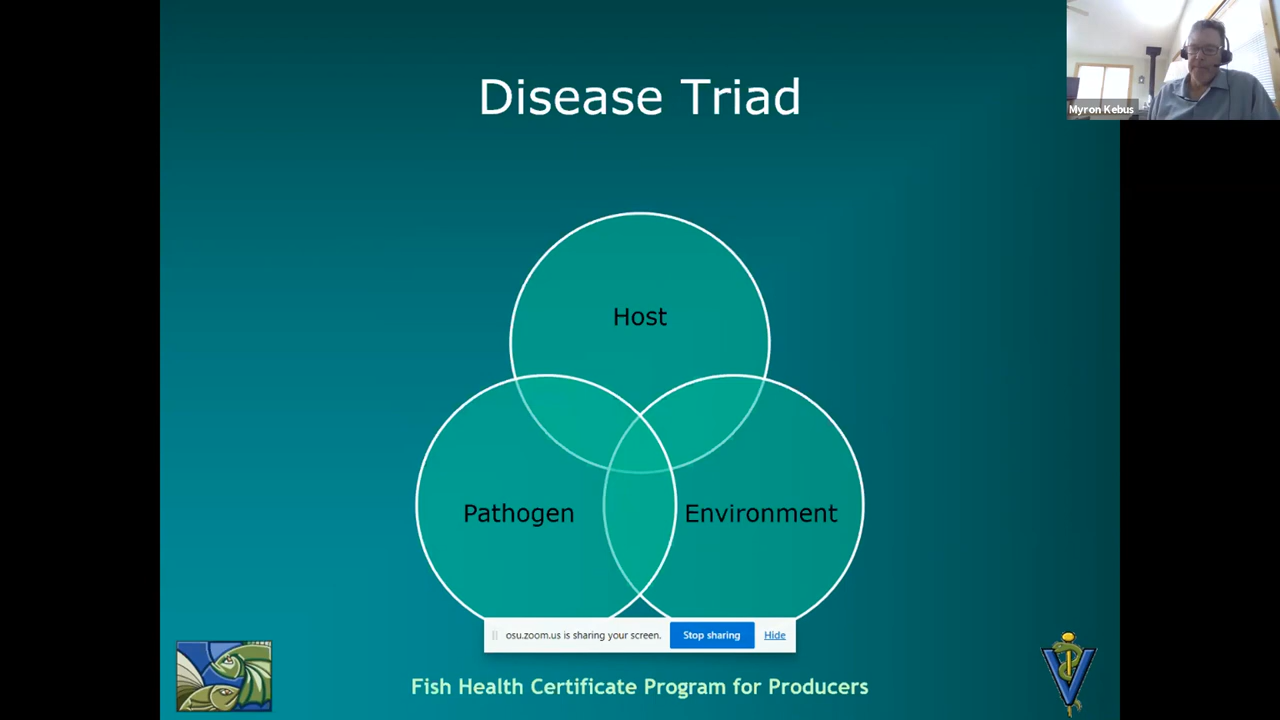 Disease Triad
Myron Kebus
Host
Pathogen
Environment
osu.zoom.us is sharing your screen.
Stop sharing
Hide
Fish Health Certificate Program for Producers
V